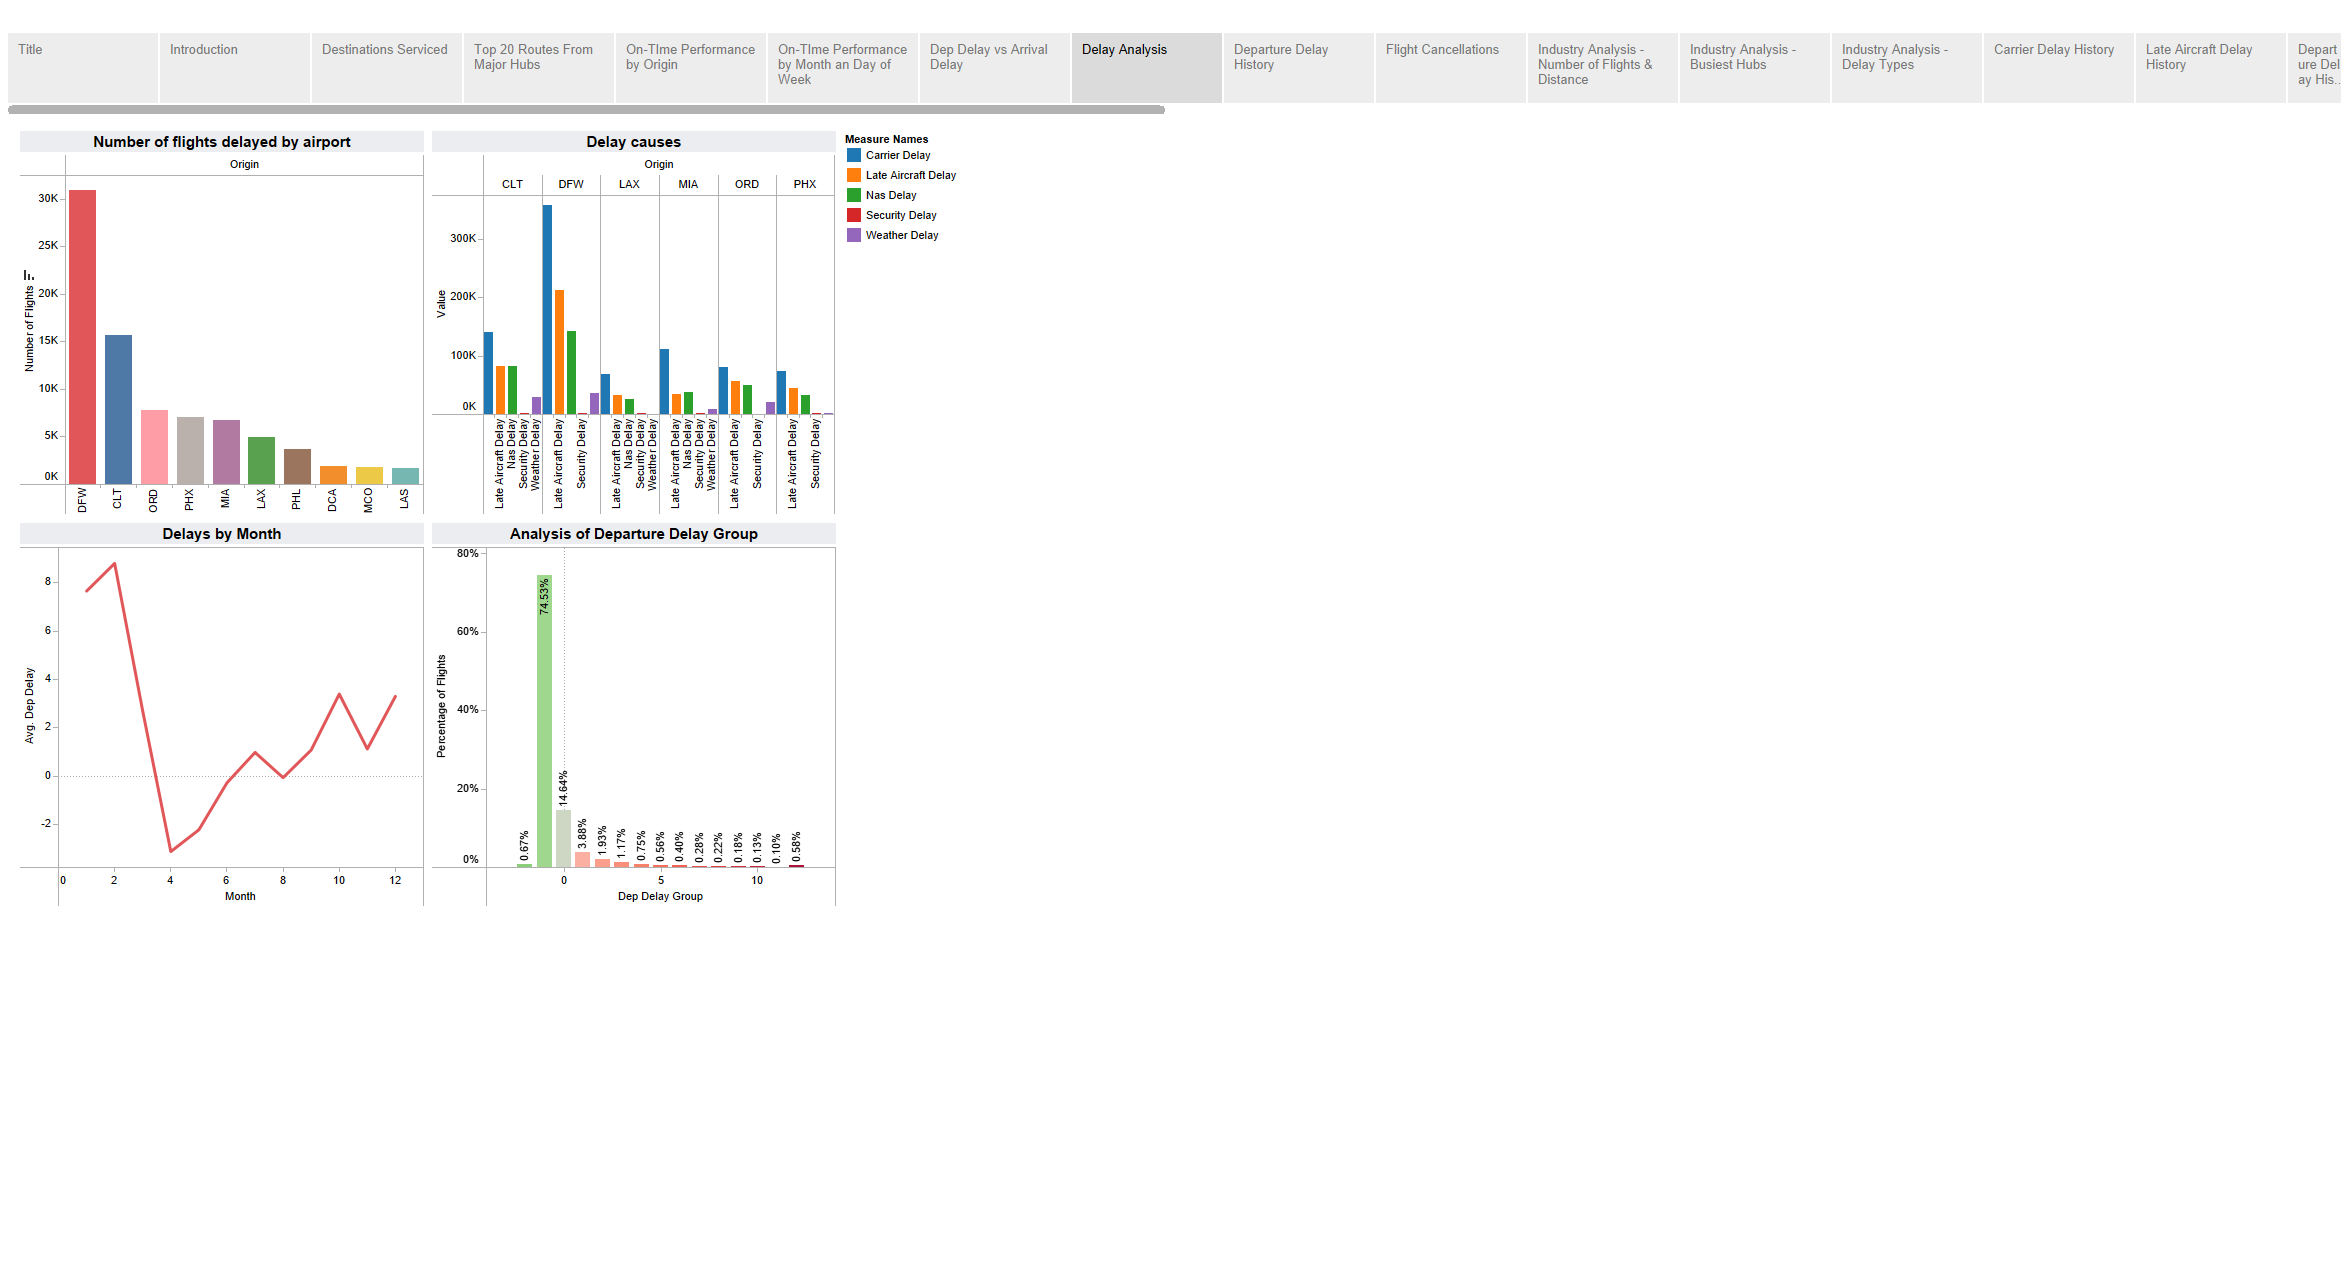 Title
Introduction
Destinations Serviced
Top 20 Routes From
Major Hubs
On-TIme Performance
by Origin
On-TIme Performance
by Month an Day of
Week
Dep Delay vs Arrival
Delay
Delay Analysis
Departure Delay
History
Flight Cancellations
Industry Analysis -
Number of Flights &
Distance
Industry Analysis -
Busiest Hubs
Industry Analysis -
Delay Types
Carrier Delay History
Late Aircraft Delay
History
Depart
ure Del
ay His..
Number of flights delayed by airport
Origin
30K
25K
20K
15K
10K
5K
0K
Number of Flights
DFW
CLT
ORD
PHX
MIA
LAX
PHL
DCA
MCO
LAS
Delay causes
Origin
CLT DFW LAX MIA ORD PHX
300K
200K
100K
0K
Value
Late Aircraft Delay
Nas Delay
Security Delay
Weather Delay
Late Aircraft Delay
Security Delay
Late Aircraft Delay
Nas Delay
Security Delay
Weather Delay
Late Aircraft Delay
Nas Delay
Security Delay
Weather Delay
Late Aircraft Delay
Security Delay
Late Aircraft Delay
Security Delay
Measure Names
Carrier Delay
Late Aircraft Delay
Nas Delay
Security Delay
Weather Delay
Delays by Month
8
6
4
2
0
-2
Avg. Dep Delay
0 2 4 6 8 10 12
Month
Analysis of Departure Delay Group
80%
60%
40%
20%
0%
Percentage of Flights
0.67%
74.53%
14.64%
3.88%
1.93%
1.17%
0.75%
0.56%
0.40%
0.28%
0.22%
0.18%
0.13%
0.10%
0.58%
0 5 10
Dep Delay Group